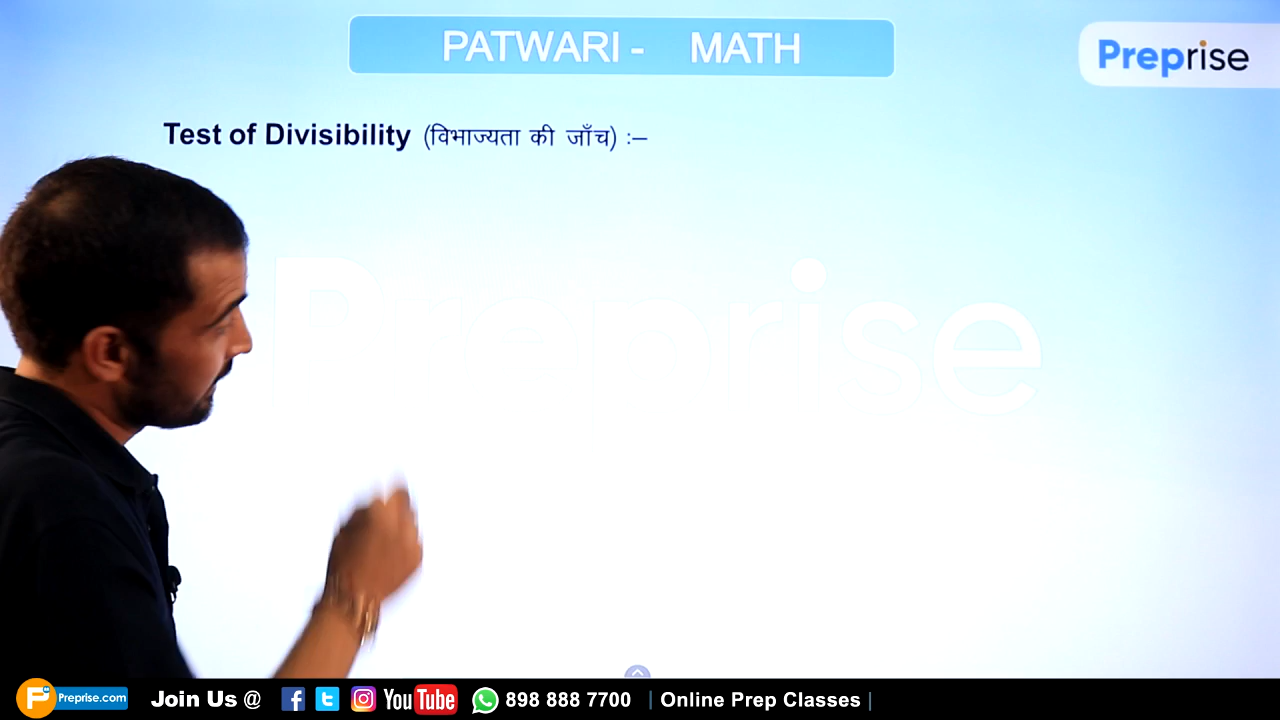 PATWARI - MATH
Preprise
Test of Divisibility (विभाज्यता की जाँच) :–
Preprise
P Preprise.com Join Us @ f You Tube 898 888 7700 | Online Prep Classes |